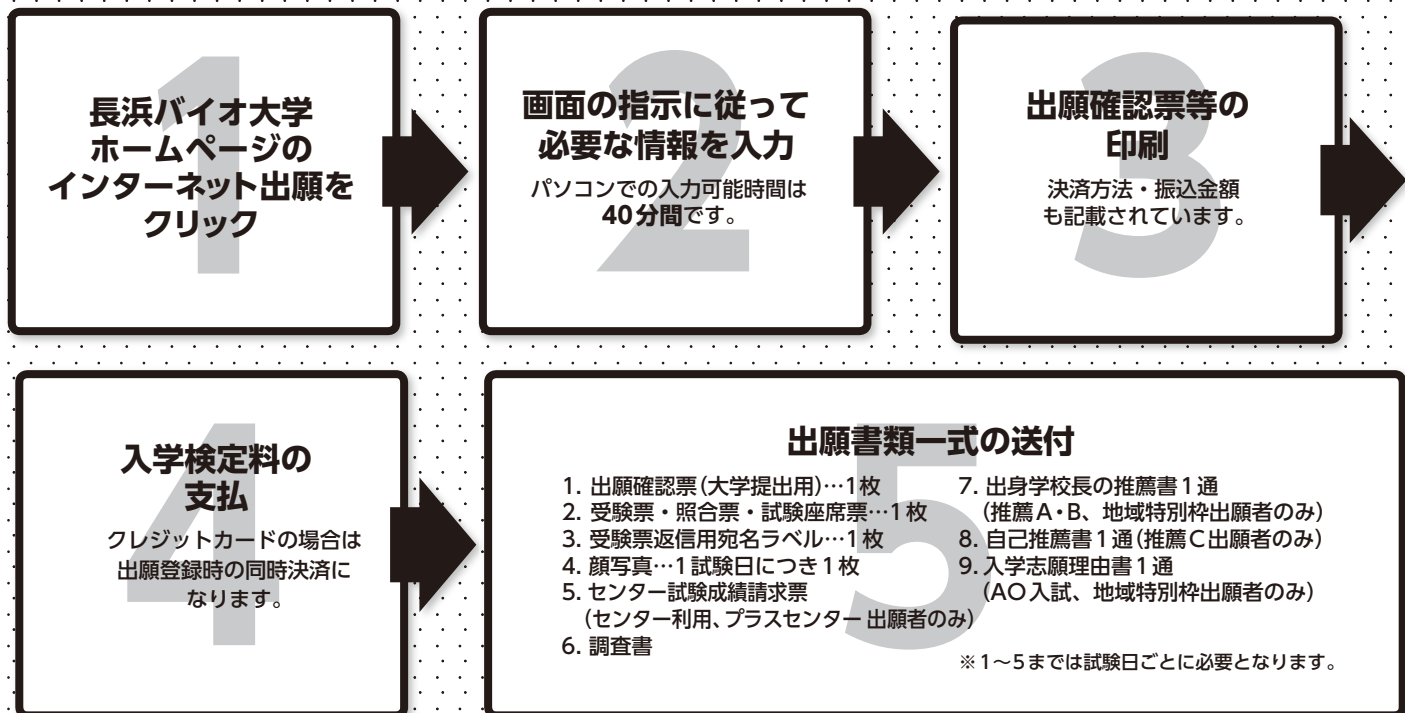 1
長浜バイオ大学
ホームページの
インターネット出願を
クリック
2
画面の指示に従って
必要な情報を入力
パソコンでの入力可能時間は
40分間です。
3
出願確認票等の
印刷
決済方法・振込金額
も記載されています。
4
入学検定料の
支払
クレジットカードの場合は
出願登録時の同時決済に
なります。
5
出願書類一式の送付
1. 出願確認票(大学提出用)…1枚
2. 受験票・照合票・試験座席票…1枚
3. 受験票返信用宛名ラベル…1枚
4. 顔写真…1試験日につき1枚
5. センター試験成績請求票
(センター利用、プラスセンター 出願者のみ)
6. 調査書
7. 出身学校長の推薦書1通
(推薦A・B、地域特別枠出願者のみ)
8. 自己推薦書1通(推薦C出願者のみ)
9. 入学志願理由書1通
(AO入試、地域特別枠出願者のみ)
※1~5までは試験日ごとに必要となります。